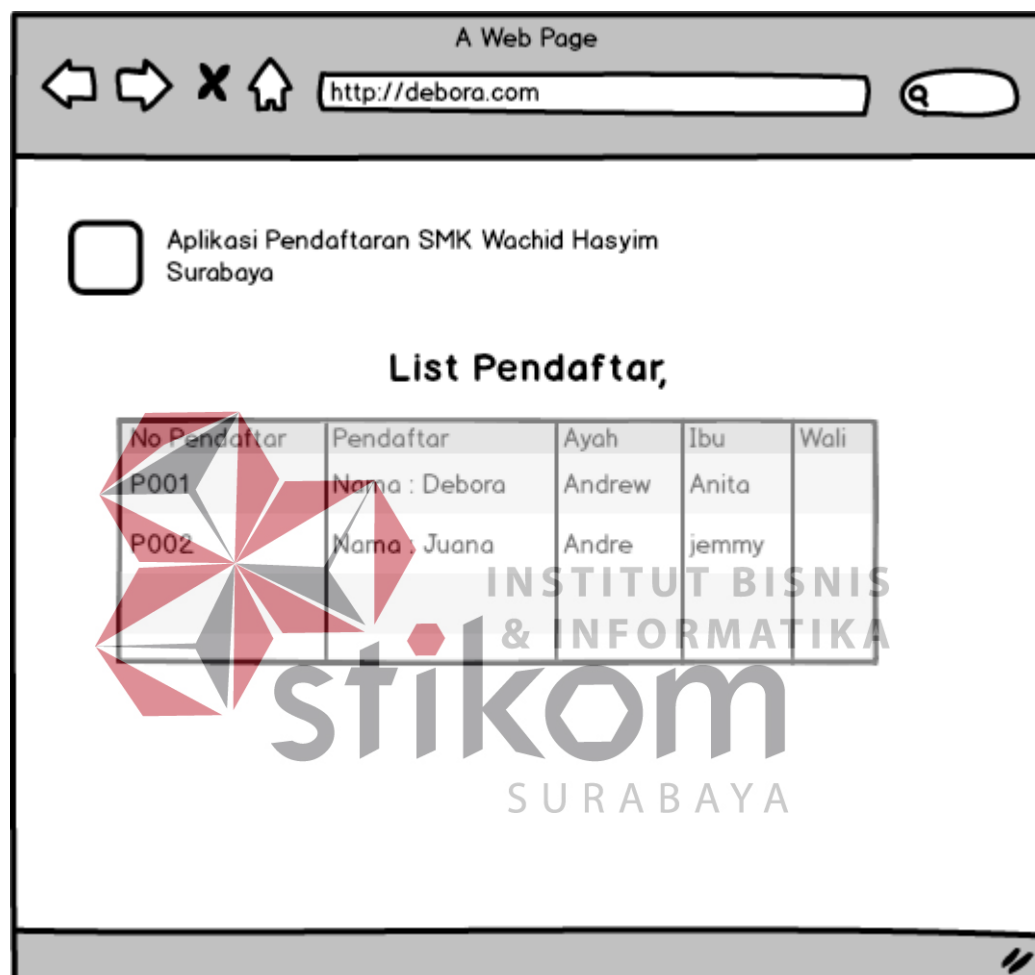 A Web Page
http://debora.com
Aplikasi Pendaftaran SMK Wachid Hasyim
Surabaya
List Pendaftar,
No Pendaftar Pendaftar Ayah Ibu Wali
P001 Nama : Debora Andrew Anita
P002 Nama : Juana Andre jemmy
INSTITUT BISNIS
& INFORMATIKA
stikom
SURABAYA